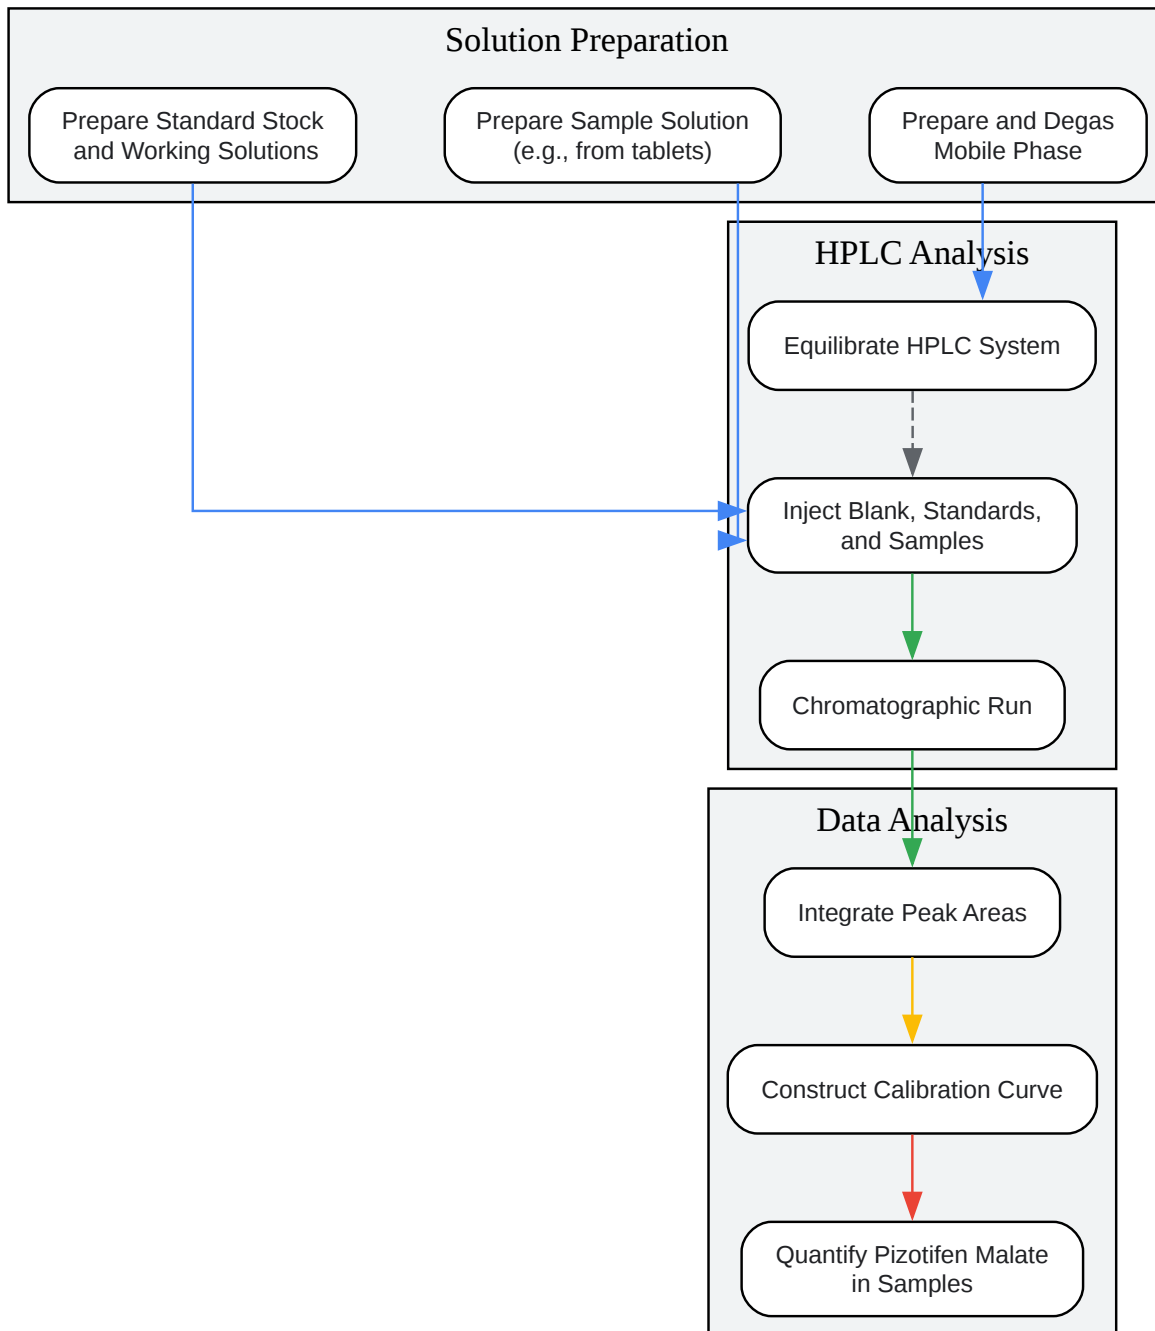 Solution Preparation
Prepare Standard Stock
and Working Solutions
Prepare Sample Solution
(e.g., from tablets)
Prepare and Degas
Mobile Phase
HPLC Analysis
Equilibrate HPLC System
Inject Blank, Standards,
and Samples
Chromatographic Run
Data Analysis
Integrate Peak Areas
Construct Calibration Curve
Quantify Pizotifen Malate
in Samples